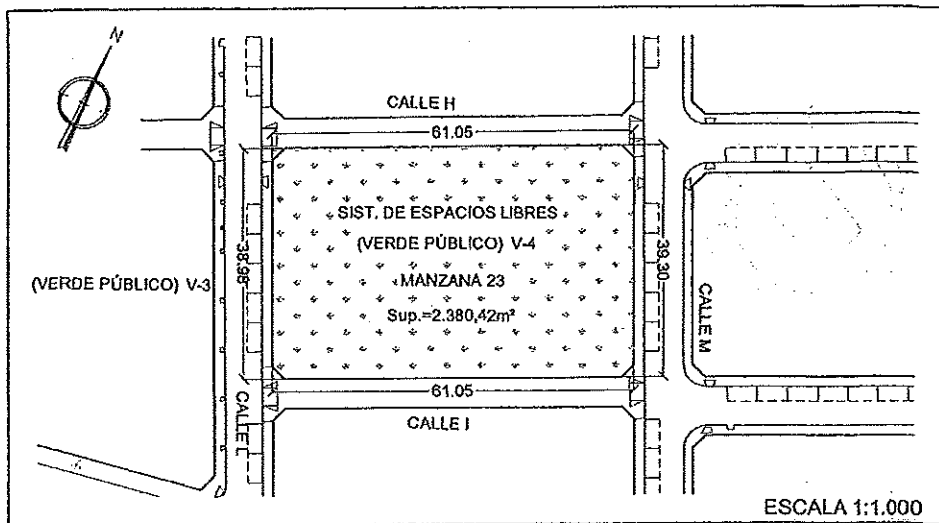 N
CALLE H
61.05
SIST. DE ESPACIOS LIBRES
(VERDE PÚBLICO) V-4
MANZANA 23
Sup.=2.380,42m²
38.98
39.30
(VERDE PÚBLICO) V-3
CALLE M
CALLE L
61.05
CALLE I
ESCALA 1:1.000